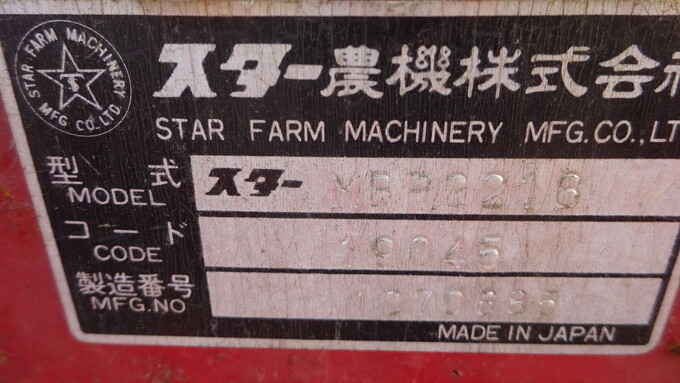 STAR FARM MACHINERY MFG CO., LTD.
S
スター農機株式会社
STAR FARM MACHINERY MFG.CO.,LT
型 式 スター
MODEL
コード 19045
CODE
製造番号
MFG.NO
MADE IN JAPAN